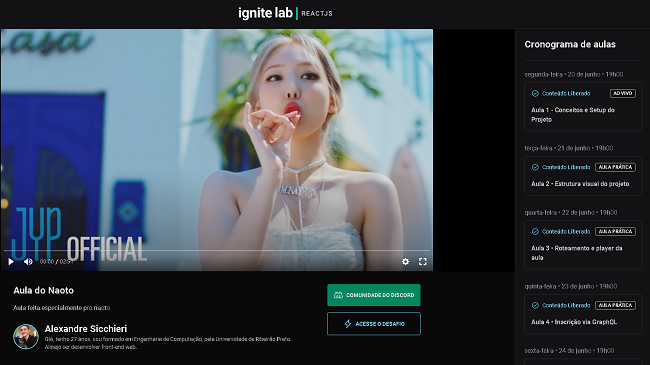 ignite lab | REACTJS
JYP OFFICIAL
00:00 / 02:51
Aula do Naoto
Aula feita especialmente pro naoto
Alexandre Sicchieri
Olá, tenho 27 anos, sou formado em Engenharia de Computação, pela Universidade de Ribeirão Preto.
Almejo ser desenvolver front-end web.
COMUNIDADE DO DISCORD
ACESSE O DESAFIO
Cronograma de aulas
segunda-feira • 20 de junho • 19h00
Conteúdo Liberado AO VIVO
Aula 1 - Conceitos e Setup do
Projeto
terça-feira • 21 de junho • 19h00
Conteúdo Liberado AULA PRÁTICA
Aula 2 - Estrutura visual do projeto
quarta-feira • 22 de junho • 19h00
Conteúdo Liberado AULA PRÁTICA
Aula 3 - Roteamento e player da
aula
quinta-feira • 23 de junho • 19h00
Conteúdo Liberado AULA PRÁTICA
Aula 4 - Inscrição via GraphQL
sexta-feira • 24 de junho • 19h00